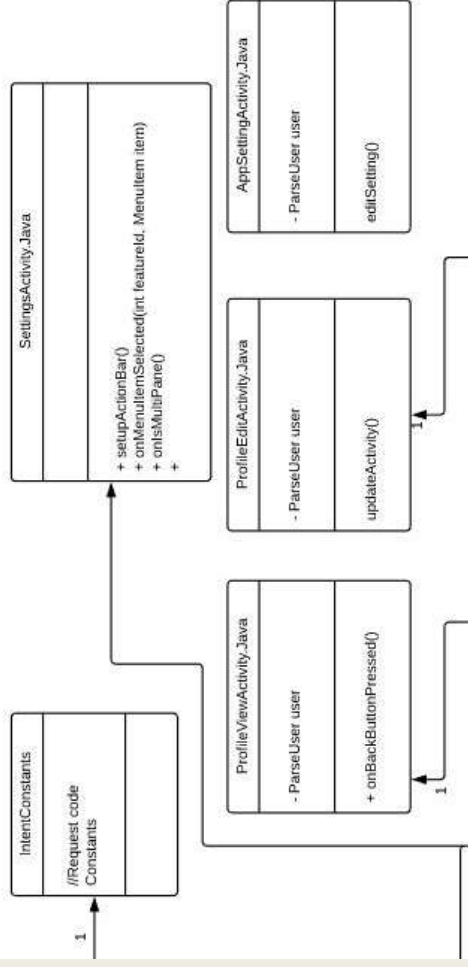 IntentConstants
//Request code
Constants
1
SettingsActivity.Java
+ setupActionBar()
+ onMenuItemSelected(int featureId, MenuItem item)
+ onIsMultiPane()
+
ProfileViewActivity.Java
- ParseUser user
+ onBackButtonPressed()
1
ProfileEditActivity.Java
- ParseUser user
updateActivity()
1
AppSettingActivity.Java
- ParseUser user
editSetting()